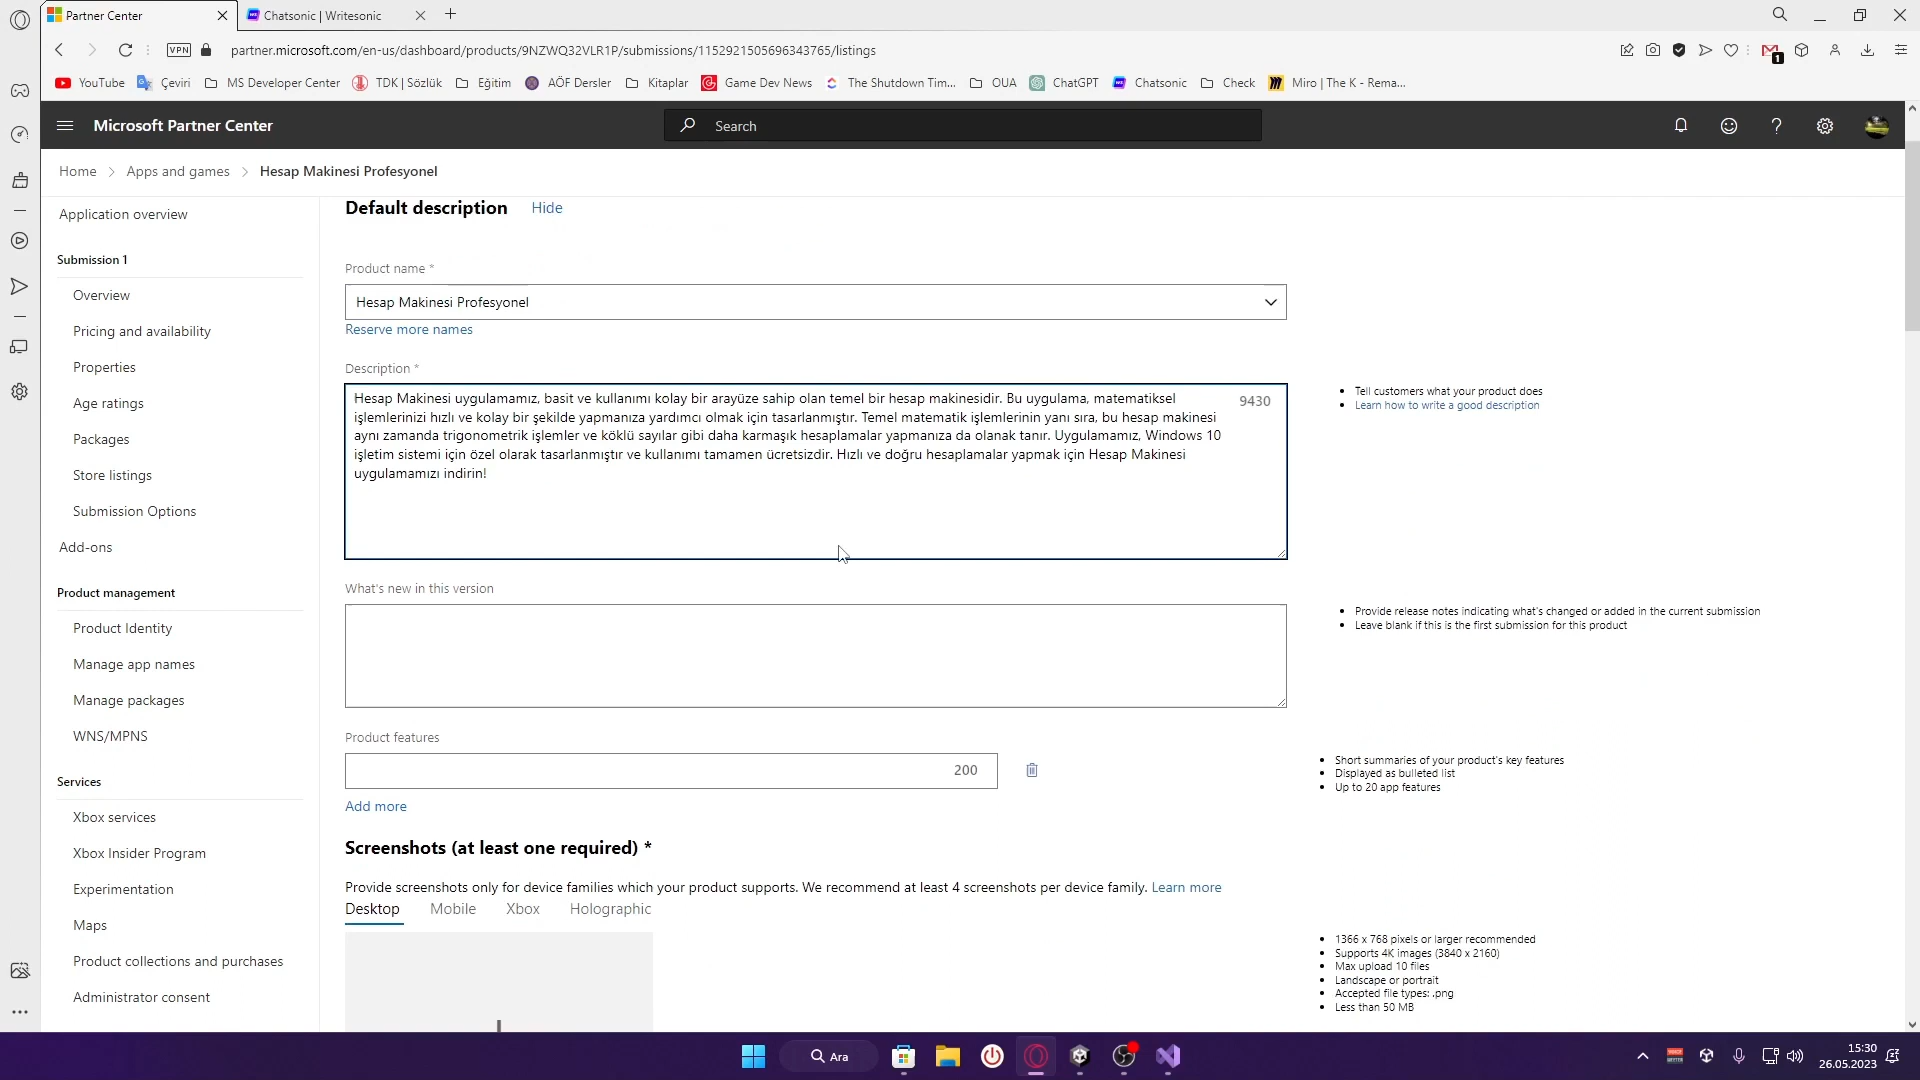 Partner Center
Chatsonic | Writesonic
VPN
partner.microsoft.com/en-us/dashboard/products/9NZWQ32VLR1P/submissions/1152921505696343765/listings
1
YouTube
Çeviri
MS Developer Center
TDK | Sözlük
Eğitim
AÖF Dersler
Kitaplar
Game Dev News
The Shutdown Tim...
OUA
ChatGPT
Chatsonic
Check
Miro | The K - Rema...
Microsoft Partner Center
Search
Home
Apps and games
Hesap Makinesi Profesyonel
Application overview
Submission 1
Overview
Pricing and availability
Properties
Age ratings
Packages
Store listings
Submission Options
Add-ons
Product management
Product Identity
Manage app names
Manage packages
WNS/MPNS
Services
Xbox services
Xbox Insider Program
Experimentation
Maps
Product collections and purchases
Administrator consent
Default description
Hide
Product name *
Hesap Makinesi Profesyonel
Reserve more names
Description *
Hesap Makinesi uygulamamız, basit ve kullanımı kolay bir arayüze sahip olan temel bir hesap makinesidir. Bu uygulama, matematiksel
işlemlerinizi hızlı ve kolay bir şekilde yapmanıza yardımcı olmak için tasarlanmıştır. Temel matematik işlemlerinin yanı sıra, bu hesap makinesi
aynı zamanda trigonometrik işlemler ve köklü sayılar gibi daha karmaşık hesaplamalar yapmanıza da olanak tanır. Uygulamamız, Windows 10
işletim sistemi için özel olarak tasarlanmıştır ve kullanımı tamamen ücretsizdir. Hızlı ve doğru hesaplamalar yapmak için Hesap Makinesi
uygulamamızı indirin!
9430
Tell customers what your product does
Learn how to write a good description
What's new in this version
Provide release notes indicating what's changed or added in the current submission
Leave blank if this is the first submission for this product
Product features
200
Add more
Short summaries of your product's key features
Displayed as bulleted list
Up to 20 app features
Screenshots (at least one required) *
Provide screenshots only for device families which your product supports. We recommend at least 4 screenshots per device family. Learn more
Desktop
Mobile
Xbox
Holographic
1366 x 768 pixels or larger recommended
Supports 4K images (3840 x 2160)
Max upload 10 files
Landscape or portrait
Accepted file types: .png
Less than 50 MB
Ara
15:30
26.05.2023